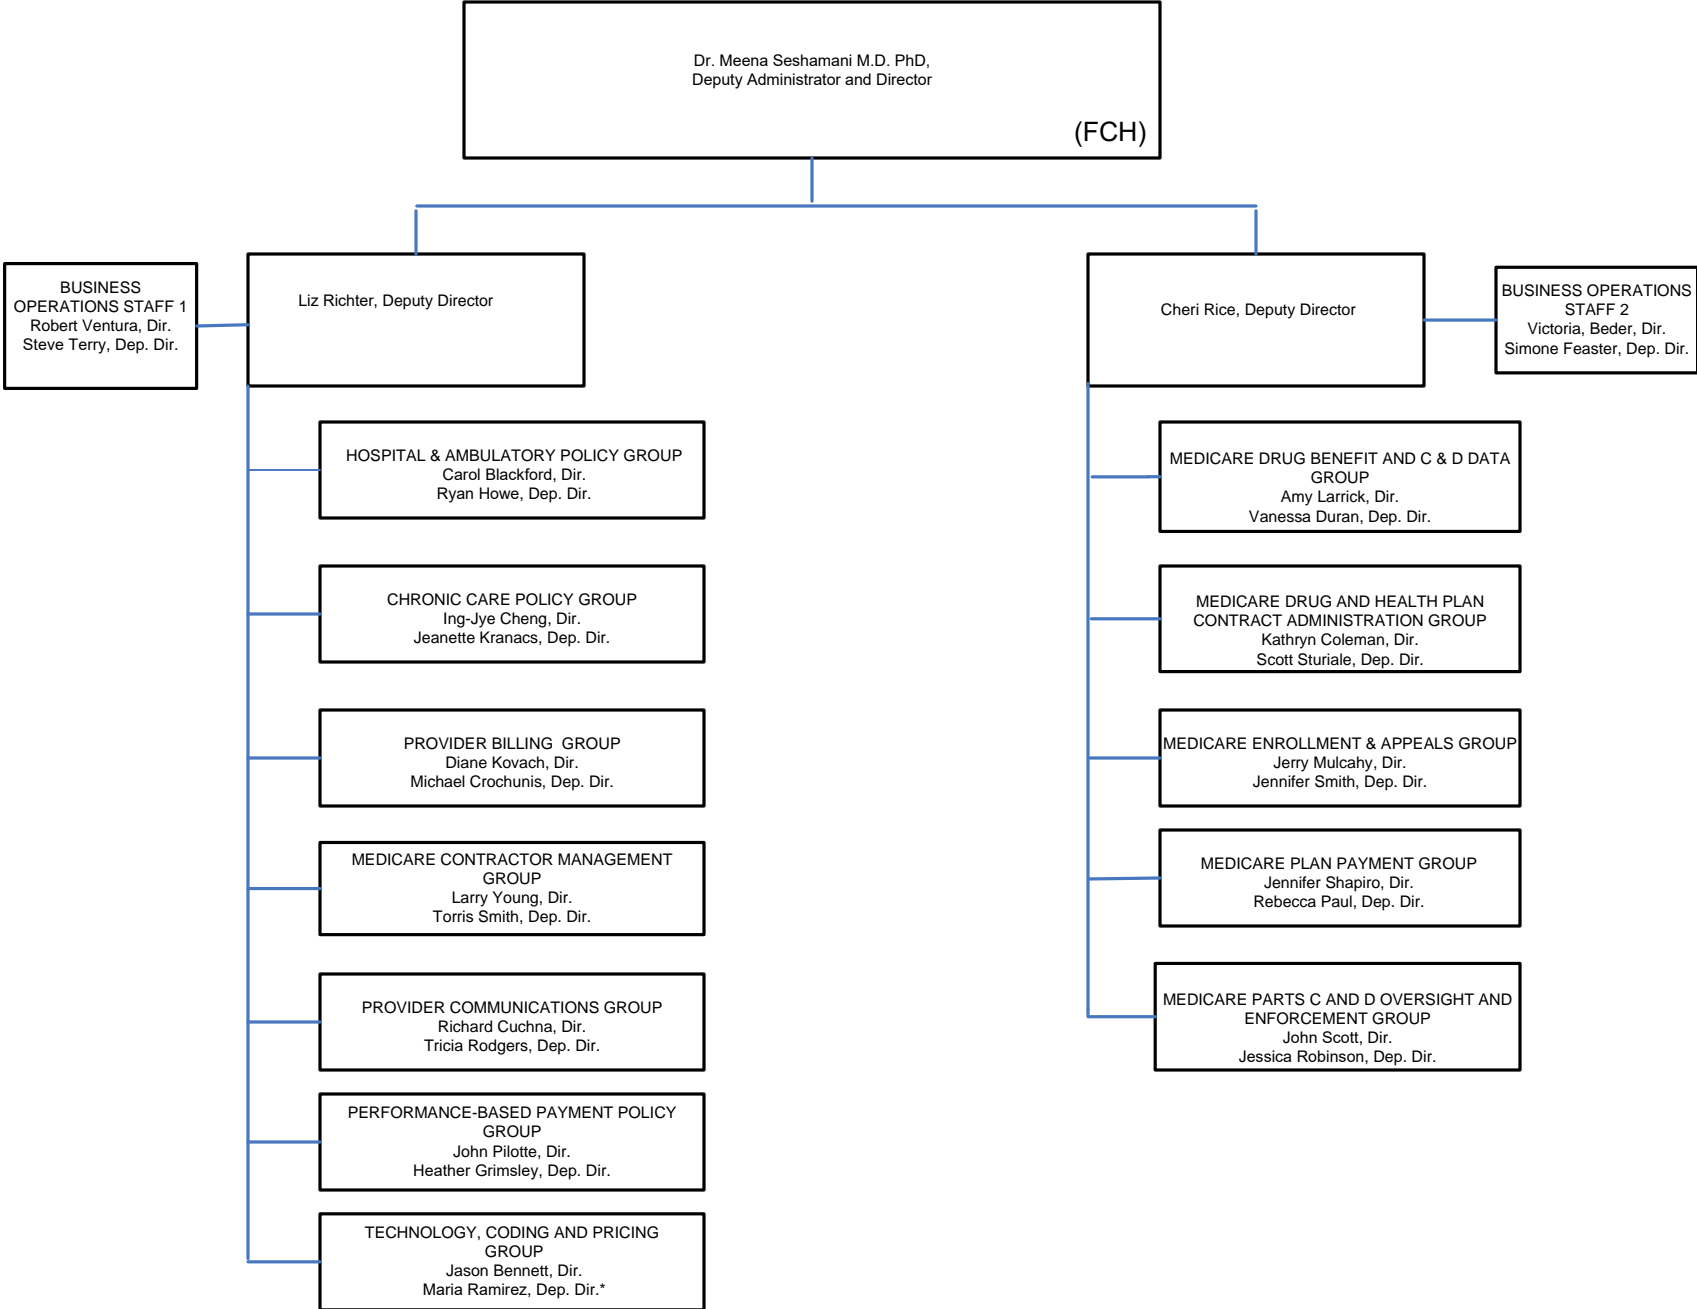 Dr. Meena Seshamani M.D. PhD,
Deputy Administrator and Director
(FCH)
BUSINESS
OPERATIONS STAFF 1
Robert Ventura, Dir.
Steve Terry, Dep. Dir.
Liz Richter, Deputy Director
Cheri Rice, Deputy Director
BUSINESS OPERATIONS
STAFF 2
Victoria, Beder, Dir.
Simone Feaster, Dep. Dir.
HOSPITAL & AMBULATORY POLICY GROUP
Carol Blackford, Dir.
Ryan Howe, Dep. Dir.
CHRONIC CARE POLICY GROUP
Ing-Jye Cheng, Dir.
Jeanette Kranacs, Dep. Dir.
PROVIDER BILLING  GROUP
Diane Kovach, Dir.
Michael Crochunis, Dep. Dir.
MEDICARE CONTRACTOR MANAGEMENT
GROUP
Larry Young, Dir.
Torris Smith, Dep. Dir.
PROVIDER COMMUNICATIONS GROUP
Richard Cuchna, Dir.
Tricia Rodgers, Dep. Dir.
PERFORMANCE-BASED PAYMENT POLICY
GROUP
John Pilotte, Dir.
Heather Grimsley, Dep. Dir.
TECHNOLOGY, CODING AND PRICING
GROUP
Jason Bennett, Dir.
Maria Ramirez, Dep. Dir.*
MEDICARE DRUG BENEFIT AND C & D DATA
GROUP
Amy Larrick, Dir.
Vanessa Duran, Dep. Dir.
MEDICARE DRUG AND HEALTH PLAN
CONTRACT ADMINISTRATION GROUP
Kathryn Coleman, Dir.
Scott Sturiale, Dep. Dir.
MEDICARE ENROLLMENT & APPEALS GROUP
Jerry Mulcahy, Dir.
Jennifer Smith, Dep. Dir.
MEDICARE PLAN PAYMENT GROUP
Jennifer Shapiro, Dir.
Rebecca Paul, Dep. Dir.
MEDICARE PARTS C AND D OVERSIGHT AND
ENFORCEMENT GROUP
John Scott, Dir.
Jessica Robinson, Dep. Dir.